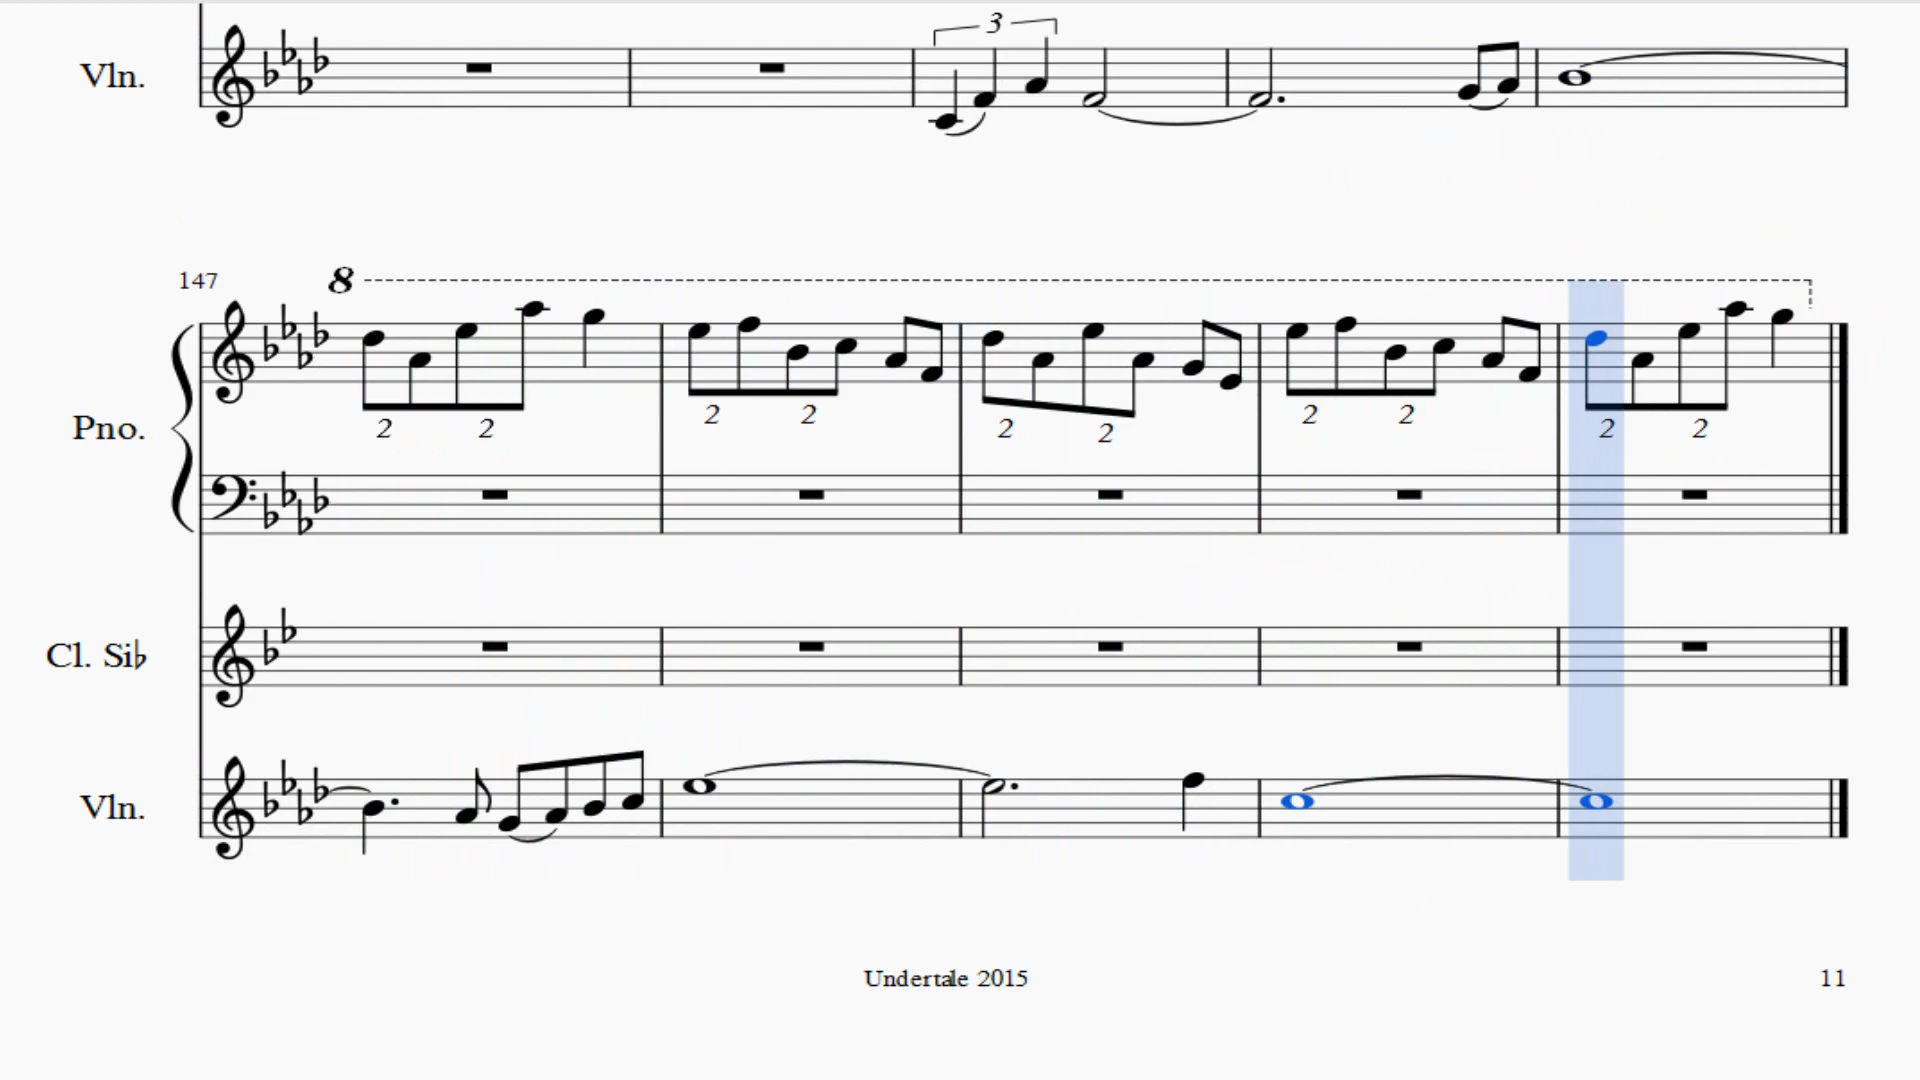 3
Vln.
147
8
Pno.
2 2 2 2 2 2 2 2 2 2
Cl. Si♭
Vln.
Undertale 2015
11